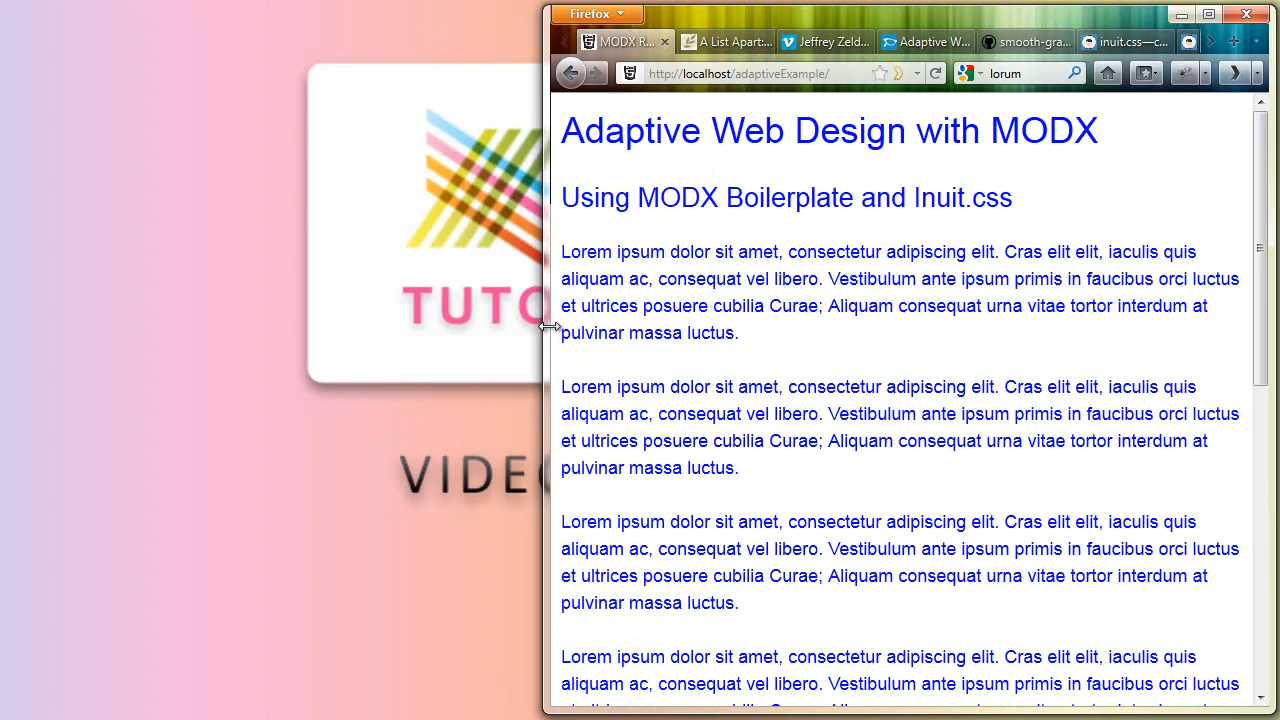 Firefox
MODX R... A List Apart:... Jeffrey Zeld... Adaptive W... smooth-gra... inuit.css—c...
http://localhost/adaptiveExample/ lorum
Adaptive Web Design with MODX
Using MODX Boilerplate and Inuit.css
Lorem ipsum dolor sit amet, consectetur adipiscing elit. Cras elit elit, iaculis quis
aliquam ac, consequat vel libero. Vestibulum ante ipsum primis in faucibus orci luctus
et ultrices posuere cubilia Curae; Aliquam consequat urna vitae tortor interdum at
pulvinar massa luctus.
Lorem ipsum dolor sit amet, consectetur adipiscing elit. Cras elit elit, iaculis quis
aliquam ac, consequat vel libero. Vestibulum ante ipsum primis in faucibus orci luctus
et ultrices posuere cubilia Curae; Aliquam consequat urna vitae tortor interdum at
pulvinar massa luctus.
Lorem ipsum dolor sit amet, consectetur adipiscing elit. Cras elit elit, iaculis quis
aliquam ac, consequat vel libero. Vestibulum ante ipsum primis in faucibus orci luctus
et ultrices posuere cubilia Curae; Aliquam consequat urna vitae tortor interdum at
pulvinar massa luctus.
Lorem ipsum dolor sit amet, consectetur adipiscing elit. Cras elit elit, iaculis quis
aliquam ac, consequat vel libero. Vestibulum ante ipsum primis in faucibus orci luctus
TUTO
VIDE